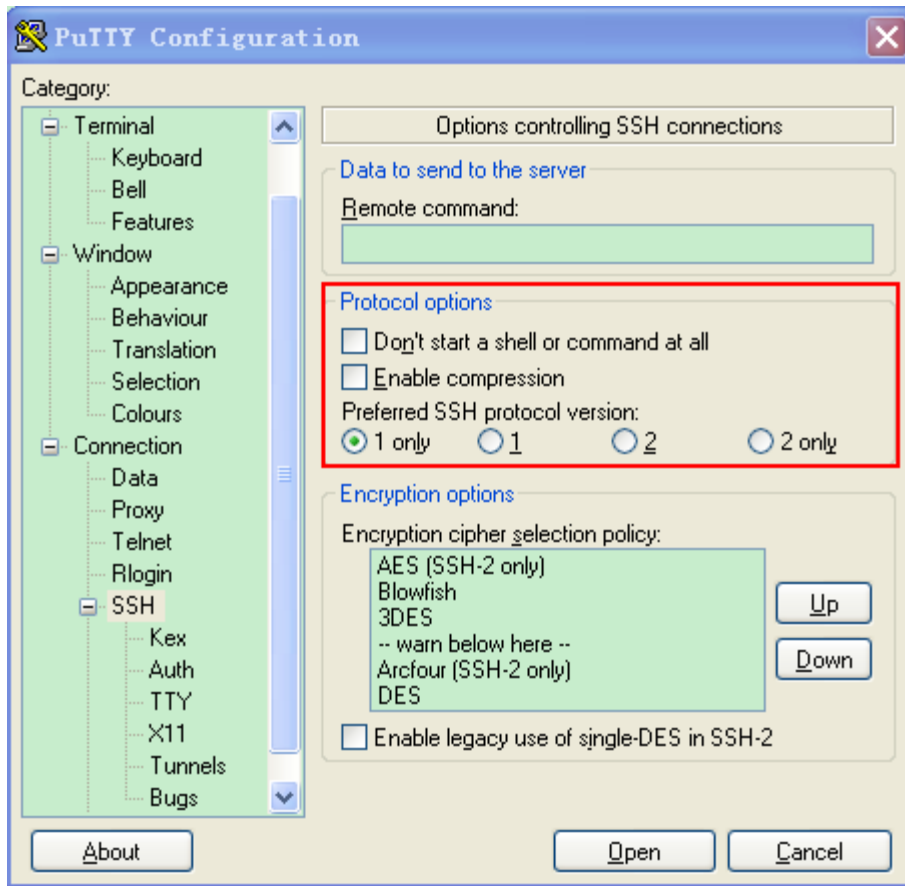 PuTTY Configuration
Category:
Terminal
Keyboard
Bell
Features
Window
Appearance
Behaviour
Translation
Selection
Colours
Connection
Data
Proxy
Telnet
Rlogin
SSH
Kex
Auth
TTY
X11
Tunnels
Bugs
Options controlling SSH connections
Data to send to the server
Remote command:
Protocol options
Don't start a shell or command at all
Enable compression
Preferred SSH protocol version:
1 only 1 2 2 only
Encryption options
Encryption cipher selection policy:
AES (SSH-2 only)
Blowfish
3DES
-- warn below here --
Arcfour (SSH-2 only)
DES
Up
Down
Enable legacy use of single-DES in SSH-2
About
Open
Cancel